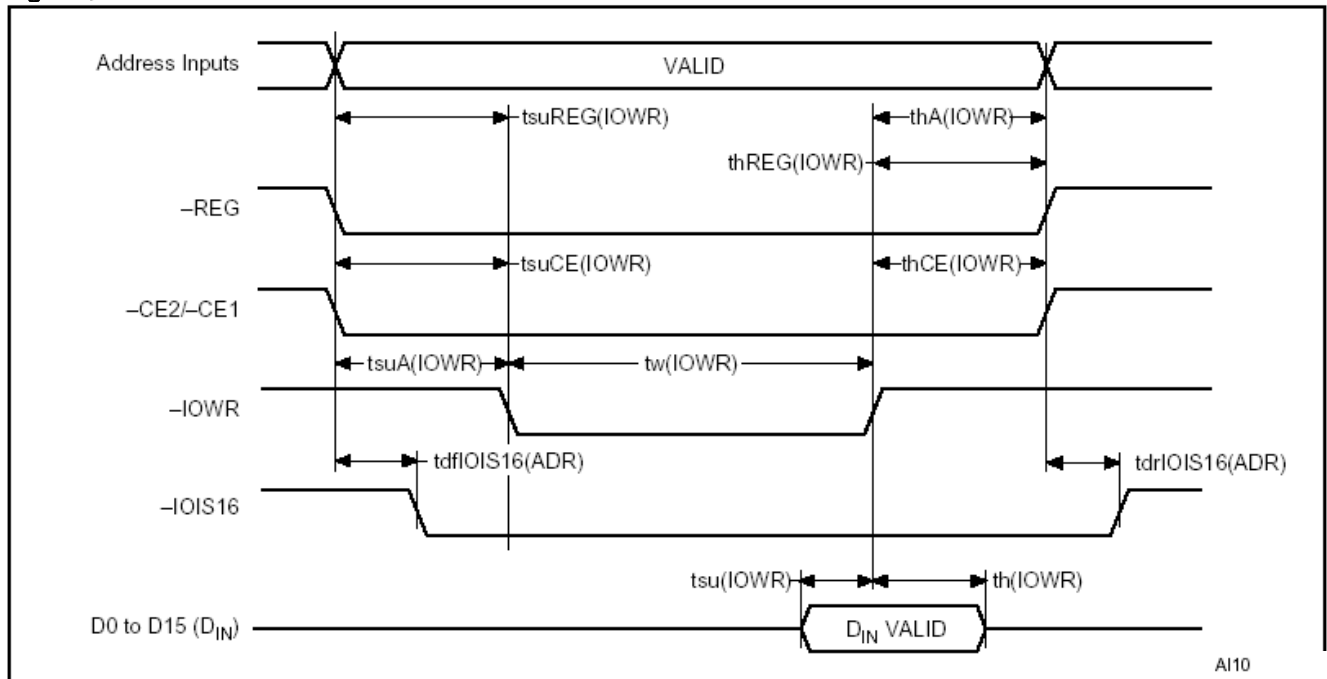 Address Inputs
VALID
tsuREG(IOWR)
thA(IOWR)
thREG(IOWR)
–REG
tsuCE(IOWR)
thCE(IOWR)
–CE2/–CE1
tsuA(IOWR)
tw(IOWR)
–IOWR
tdfIOIS16(ADR)
tdrIOIS16(ADR)
–IOIS16
tsu(IOWR)
th(IOWR)
D0 to D15 (DIN)
DIN VALID
AI10